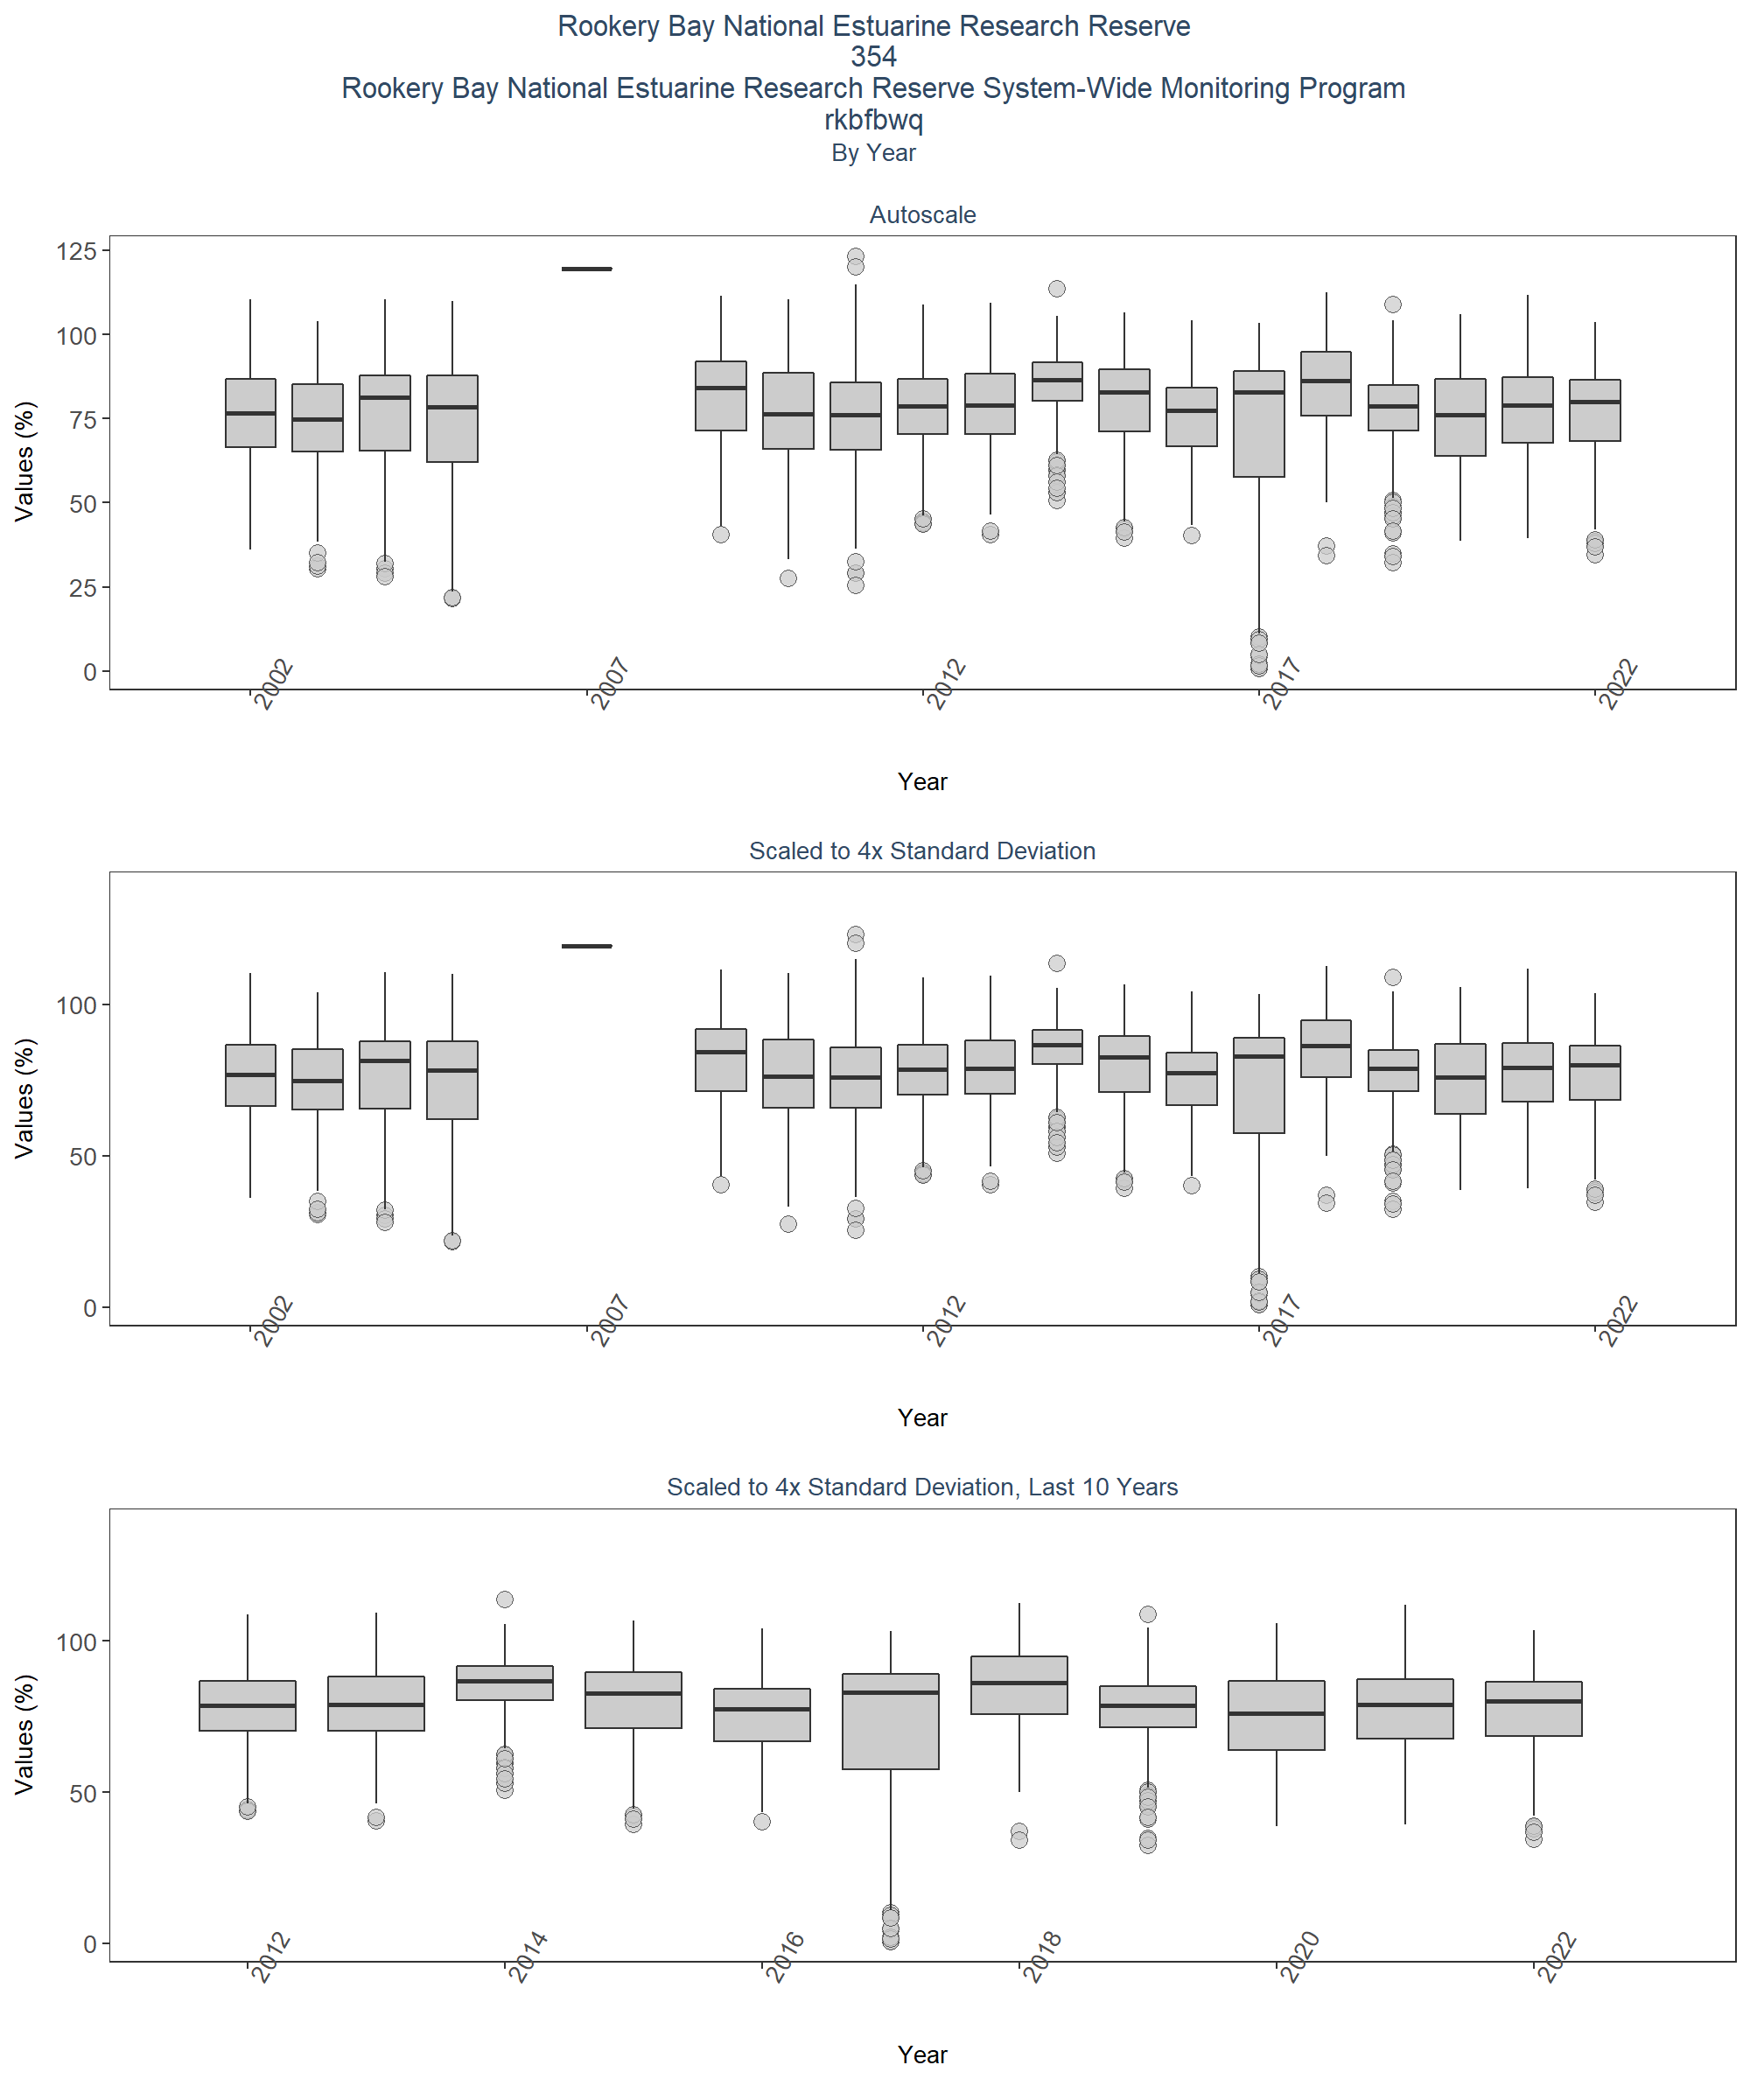 Rookery Bay National Estuarine Research Reserve
354
Rookery Bay National Estuarine Research Reserve System-Wide Monitoring Program
rkbfbwq
By Year
Autoscale
Values (%)
125
100
75
50
25
0
2002 2007 2012 2017 2022
Year
Scaled to 4x Standard Deviation
Values (%)
100
50
0
2002 2007 2012 2017 2022
Year
Scaled to 4x Standard Deviation, Last 10 Years
Values (%)
100
50
0
2012 2014 2016 2018 2020 2022
Year